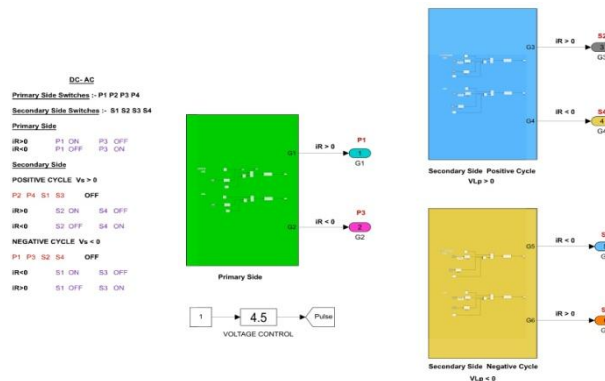 DC- AC
Primary Side Switches :- P1 P2 P3 P4
Secondary Side Switches :- S1 S2 S3 S4
Primary Side
iR>0 P1 ON P3 OFF
iR<0 P1 OFF P3 ON
Secondary Side
POSITIVE CYCLE Vs > 0
P2 P4 S1 S3 OFF
iR>0 S2 ON S4 OFF
iR<0 S2 OFF S4 ON
NEGATIVE CYCLE Vs < 0
P1 P3 S2 S4 OFF
iR<0 S1 ON S3 OFF
iR>0 S1 OFF S3 ON
G1
iR > 0
P1
1
G1
G2
iR < 0
P3
2
G2
Primary Side
1
4.5
Pulse
VOLTAGE CONTROL
G3
iR > 0
S2
3
G3
G4
iR < 0
S4
4
G4
Secondary Side Positive Cycle
VLp > 0
G5
iR < 0
G6
iR > 0
Secondary Side Negative Cycle
VLp < 0